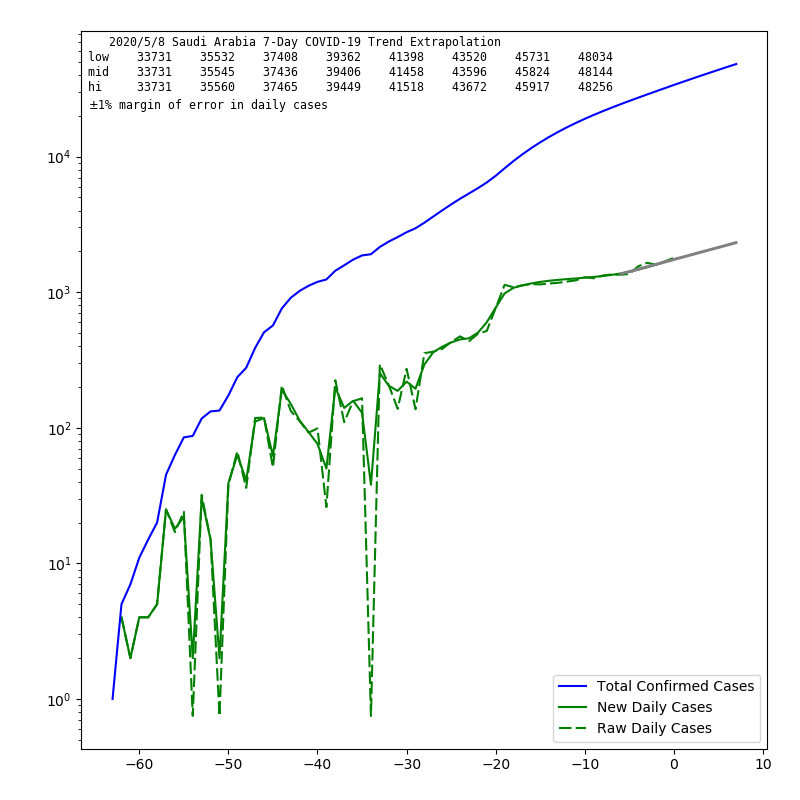 2020/5/8 Saudi Arabia 7-Day COVID-19 Trend Extrapolation
low 33731 35532 37408 39362 41398 43520 45731 48034
mid 33731 35545 37436 39406 41458 43596 45824 48144
hi 33731 35560 37465 39449 41518 43672 45917 48256
±1% margin of error in daily cases
10⁴
10³
10²
10¹
10⁰
Total Confirmed Cases
New Daily Cases
Raw Daily Cases
−60 −50 −40 −30 −20 −10 0 10